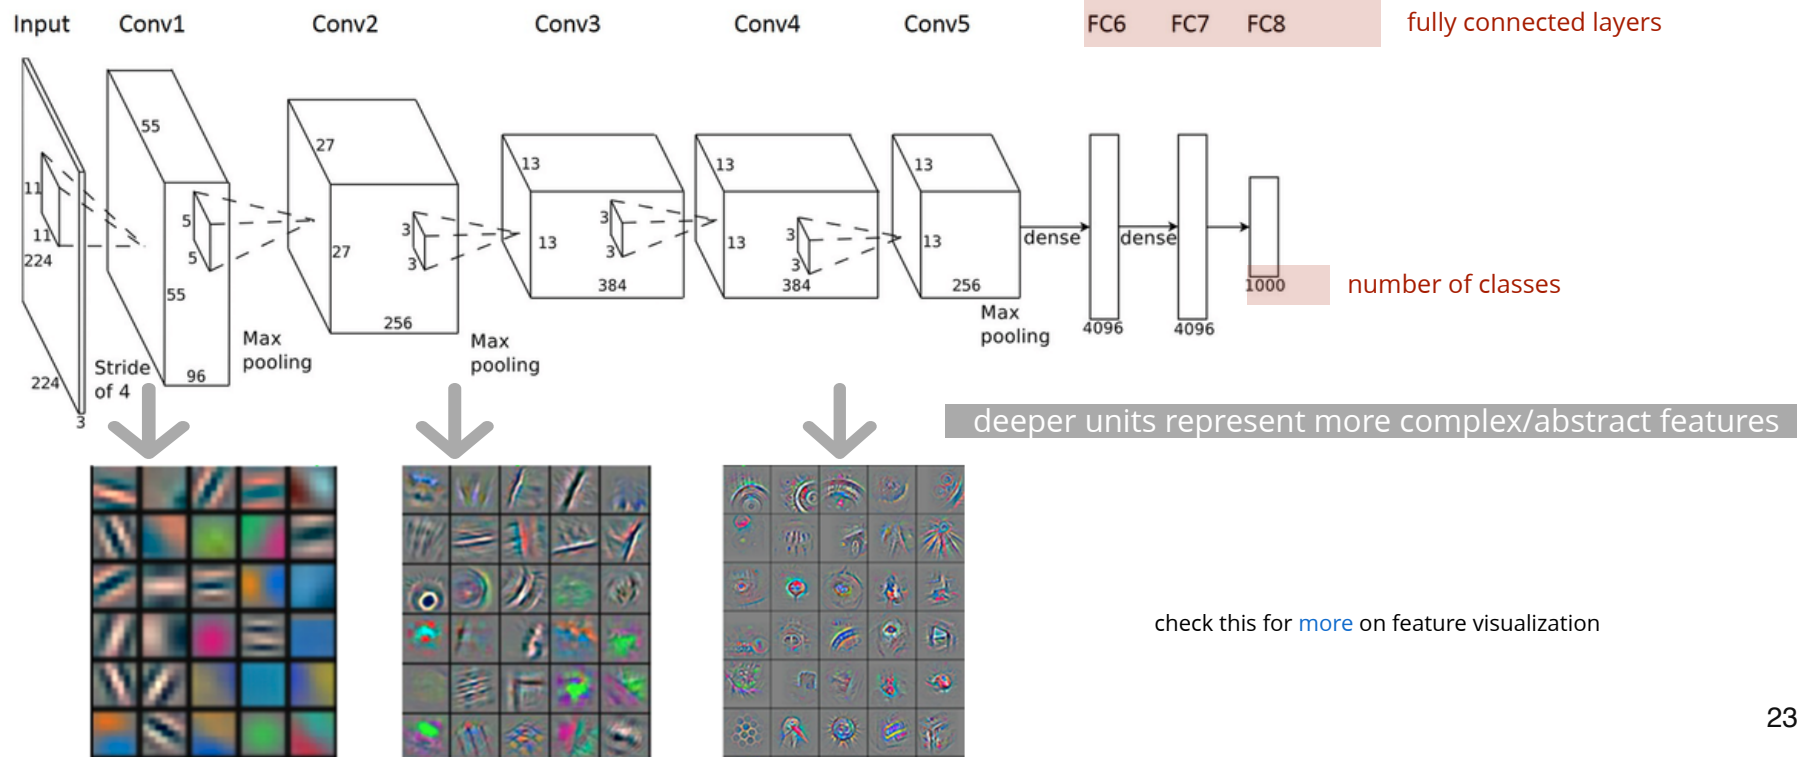 Input Conv1 Conv2 Conv3 Conv4 Conv5 FC6 FC7 FC8 fully connected layers
55
27
13
13
13
11
5
3
3
3
11
5
3
3
3
224
55
27
13
13
13
dense
dense
384
384
256
1000
number of classes
256
Max
pooling
Max
pooling
Max
pooling
4096
4096
Stride
of 4
96
224
3
deeper units represent more complex/abstract features
check this for more on feature visualization
23